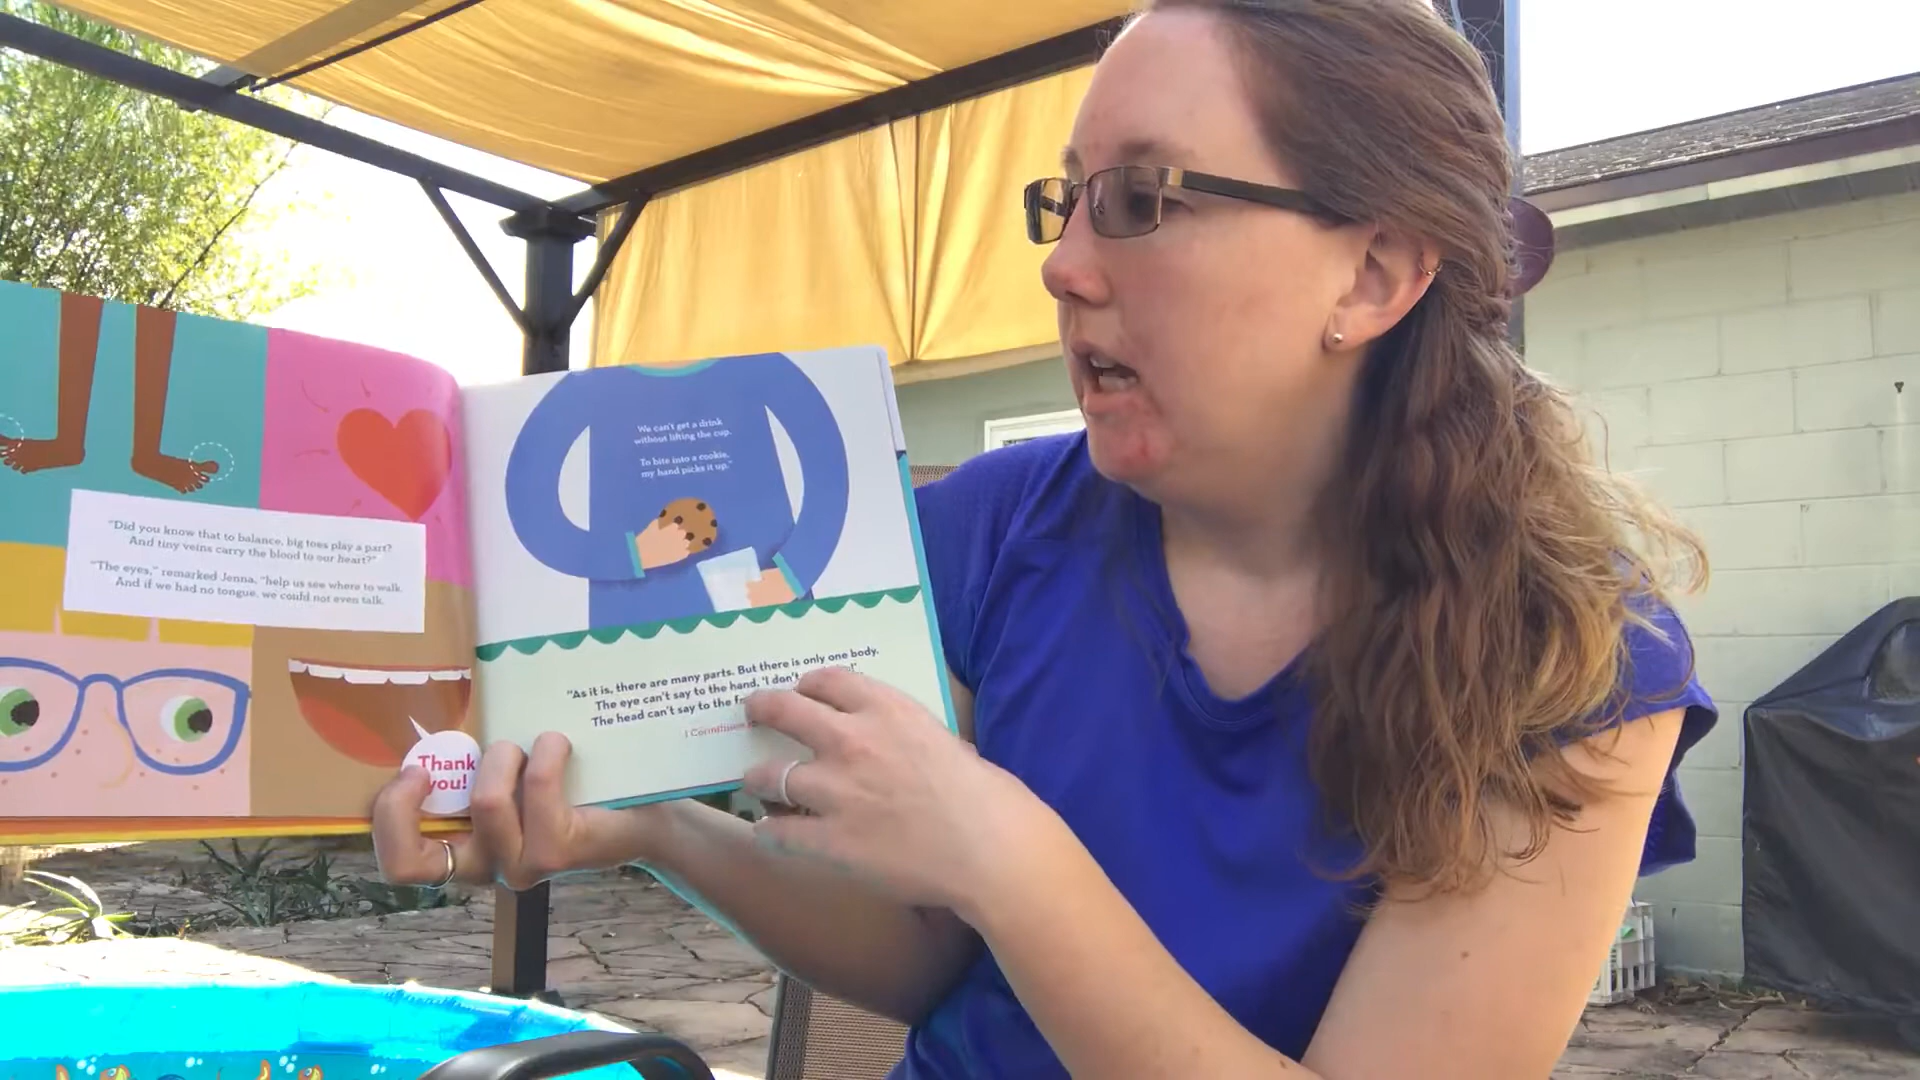 "Did you know that to balance, big toes play a part?
And tiny veins carry the blood to our heart?"
"The eyes," remarked Jenna, "help us see where to walk.
And if we had no tongue, we could not even talk.
Thank
you!
We can't get a drink
without lifting the cup.
To bite into a cookie,
my hand picks it up."
"As it is, there are many parts. But there is only one body.
The eye can't say to the hand, 'I don't
The head can't say to the
1 Corinthians